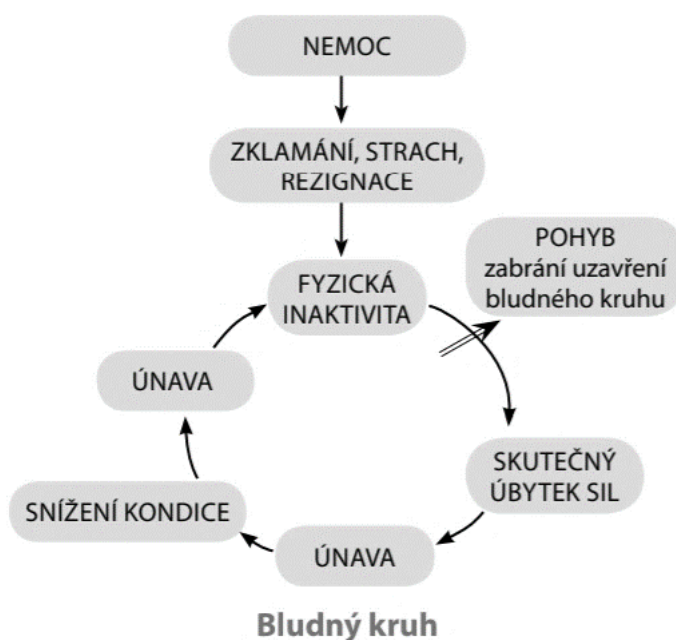 NEMOC
ZKLAMÁNÍ, STRACH,
REZIGNACE
POHYB
zabrání uzavření
bludného kruhu
FYZICKÁ
INAKTIVITA
ÚNAVA
SKUTEČNÝ
ÚBYTEK SIL
SNÍŽENÍ KONDICE
ÚNAVA
Bludný kruh